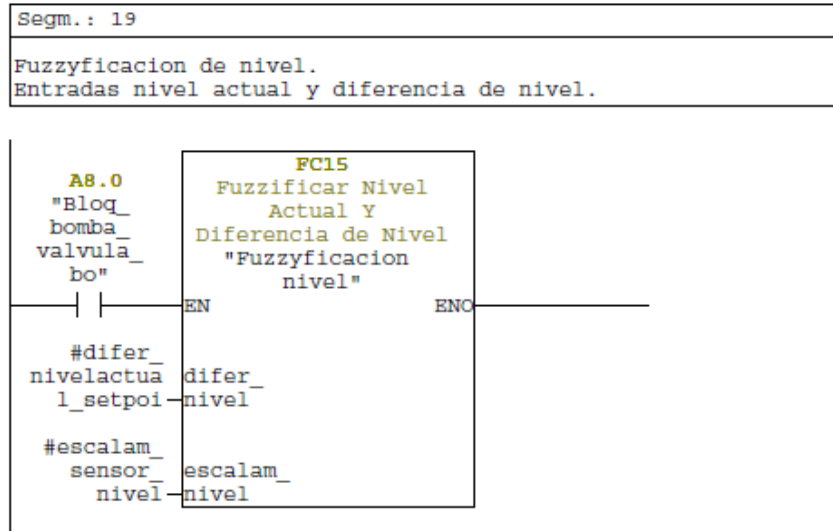 Segm.: 19
Fuzzyficacion de nivel.
Entradas nivel actual y diferencia de nivel.
A8.0
"Bloq_
bomba_
valvula_
bo"
FC15
Fuzzificar Nivel
Actual Y
Diferencia de Nivel
"Fuzzyficacion
nivel"
EN
ENO
#difer_
nivelactua
l_setpoi
difer_
nivel
#escalam_
sensor_
nivel
escalam_
nivel